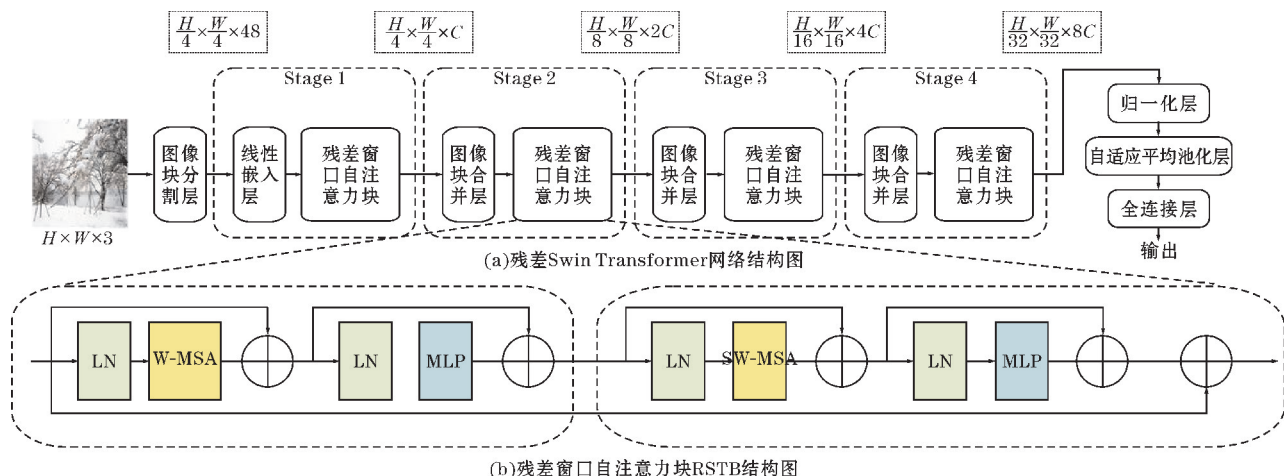 H/4×W/4×48
H/4×W/4×C
H/8×W/8×2C
H/16×W/16×4C
H/32×W/32×8C
Stage 1
Stage 2
Stage 3
Stage 4
H×W×3
图像
块分
割层
线性
嵌入
层
残差窗
口自注
意力块
图像
块合
并层
残差窗
口自注
意力块
图像
块合
并层
残差窗
口自注
意力块
图像
块合
并层
残差窗
口自注
意力块
归一化层
自适应平均池化层
全连接层
输出
(a)残差Swin Transformer网络结构图
LN
W-MSA
LN
MLP
LN
SW-MSA
LN
MLP
(b)残差窗口自注意力块RSTB结构图